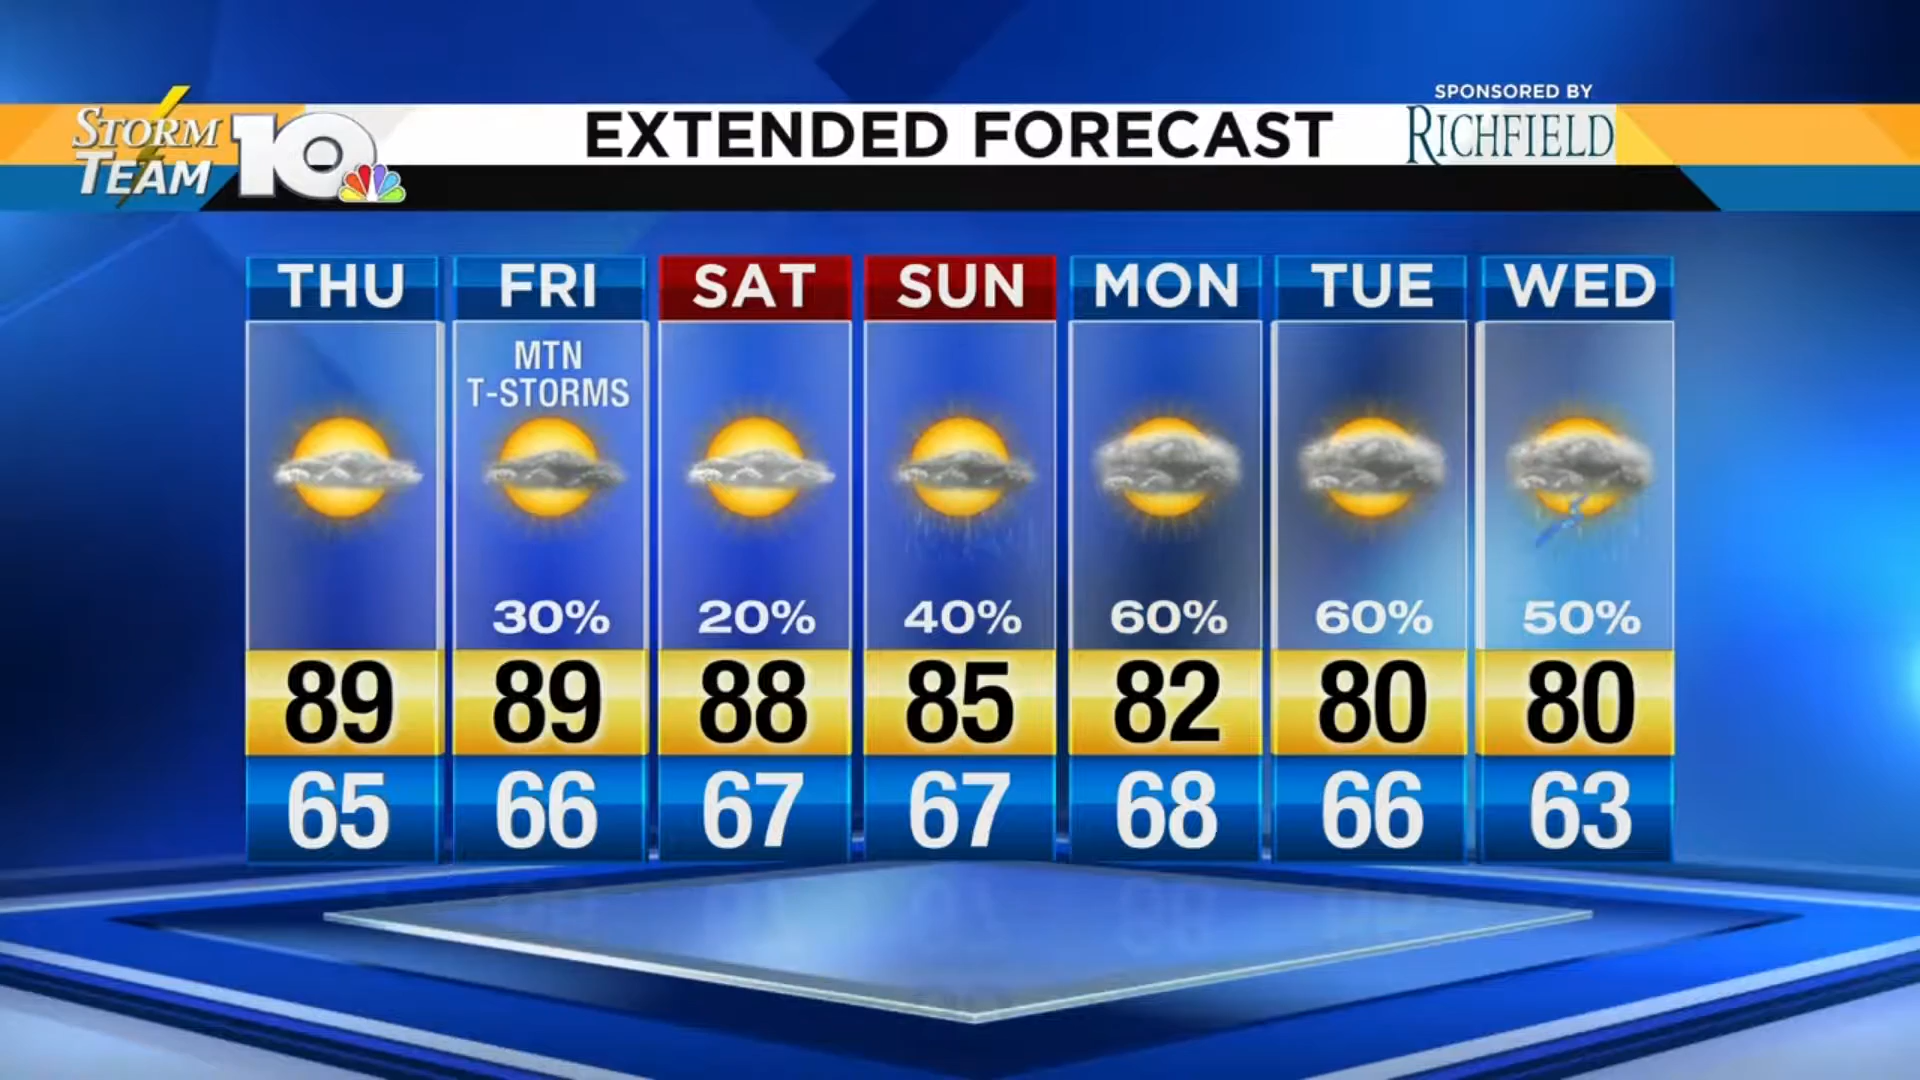 SPONSORED BY
STORM TEAM 10
EXTENDED FORECAST
RICHFIELD
THU FRI SAT SUN MON TUE WED
MTN
T-STORMS
30% 20% 40% 60% 60% 50%
89 89 88 85 82 80 80
65 66 67 67 68 66 63